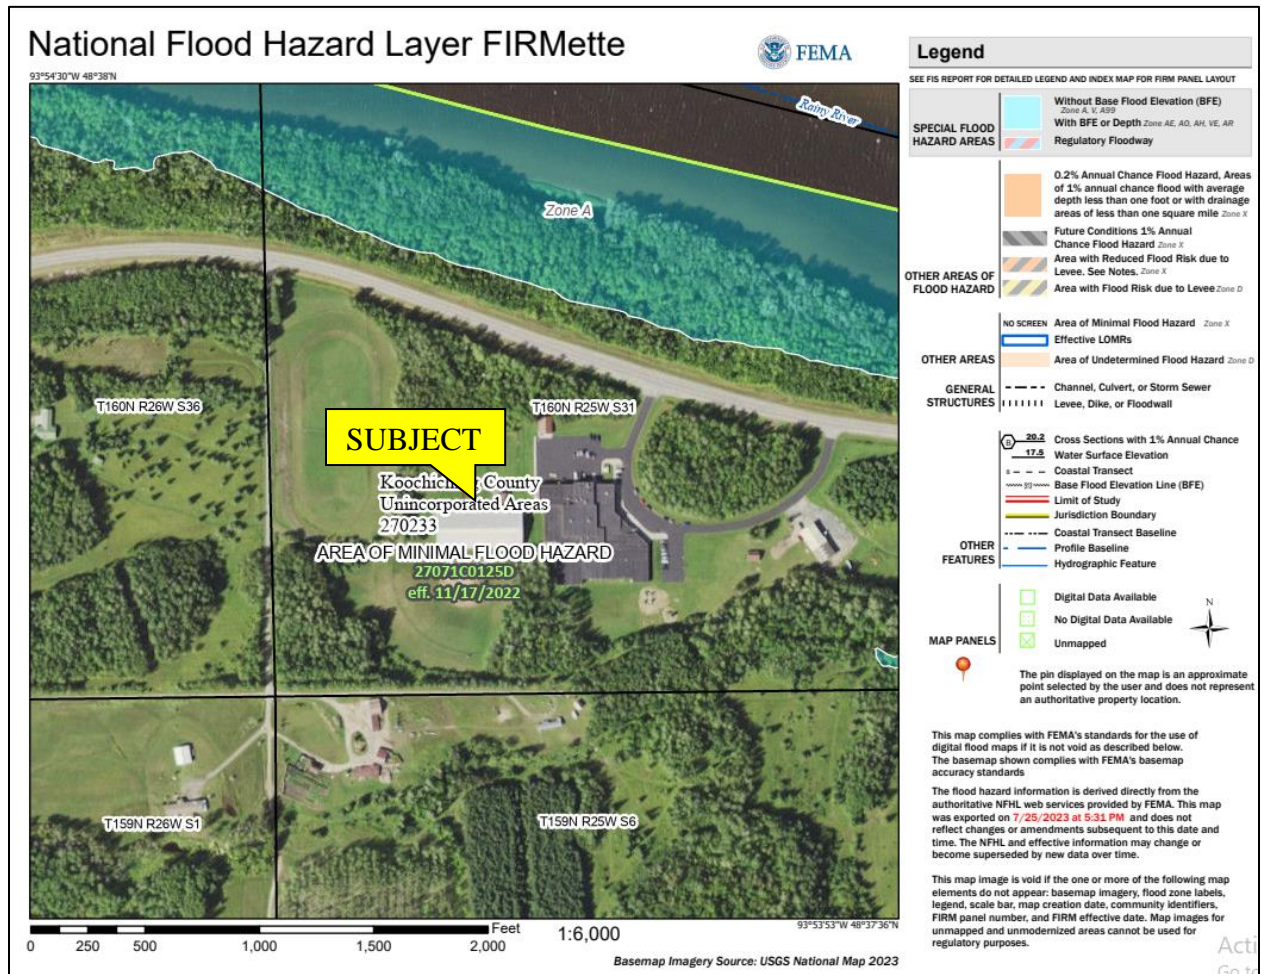 National Flood Hazard Layer FIRMette
FEMA
93°54'30"W 48°38'N
Rainy River
Zone A
T160N R26W S36
T160N R25W S31
SUBJECT
County
Unincorporated Areas
270233
AREA OF MINIMAL FLOOD HAZARD
27071C0125D
eff. 11/17/2022
T159N R26W S1
T159N R25W S6
93°53'53"W 48°37'36"N
Feet
1:6,000
0 250 500 1,000 1,500 2,000
Basemap Imagery Source: USGS National Map 2023
Legend
SEE FIS REPORT FOR DETAILED LEGEND AND INDEX MAP FOR FIRM PANEL LAYOUT
SPECIAL FLOOD
HAZARD AREAS
Without Base Flood Elevation (BFE)
Zone A, V, A99
With BFE or Depth Zone AE, AO, AH, VE, AR
Regulatory Floodway
OTHER AREAS OF
FLOOD HAZARD
0.2% Annual Chance Flood Hazard, Areas
of 1% annual chance flood with average
depth less than one foot or with drainage
areas of less than one square mile Zone X
Future Conditions 1% Annual
Chance Flood Hazard Zone X
Area with Reduced Flood Risk due to
Levee. See Notes. Zone X
Area with Flood Risk due to Levee Zone D
OTHER AREAS
NO SCREEN Area of Minimal Flood Hazard Zone X
Effective LOMRs
Area of Undetermined Flood Hazard Zone D
GENERAL
STRUCTURES
Channel, Culvert, or Storm Sewer
Levee, Dike, or Floodwall
OTHER
FEATURES
B 20.2 Cross Sections with 1% Annual Chance
17.5 Water Surface Elevation
Coastal Transect
Base Flood Elevation Line (BFE)
Limit of Study
Jurisdiction Boundary
Coastal Transect Baseline
Profile Baseline
Hydrographic Feature
MAP PANELS
Digital Data Available
No Digital Data Available
Unmapped
N
The pin displayed on the map is an approximate
point selected by the user and does not represent
an authoritative property location.
This map complies with FEMA's standards for the use of
digital flood maps if it is not void as described below.
The basemap shown complies with FEMA's basemap
accuracy standards
The flood hazard information is derived directly from the
authoritative NFHL web services provided by FEMA. This map
was exported on 7/25/2023 at 5:31 PM and does not
reflect changes or amendments subsequent to this date and
time. The NFHL and effective information may change or
become superseded by new data over time.
This map image is void if the one or more of the following map
elements do not appear: basemap imagery, flood zone labels,
legend, scale bar, map creation date, community identifiers,
FIRM panel number, and FIRM effective date. Map images for
unmapped and unmodernized areas cannot be used for
regulatory purposes.